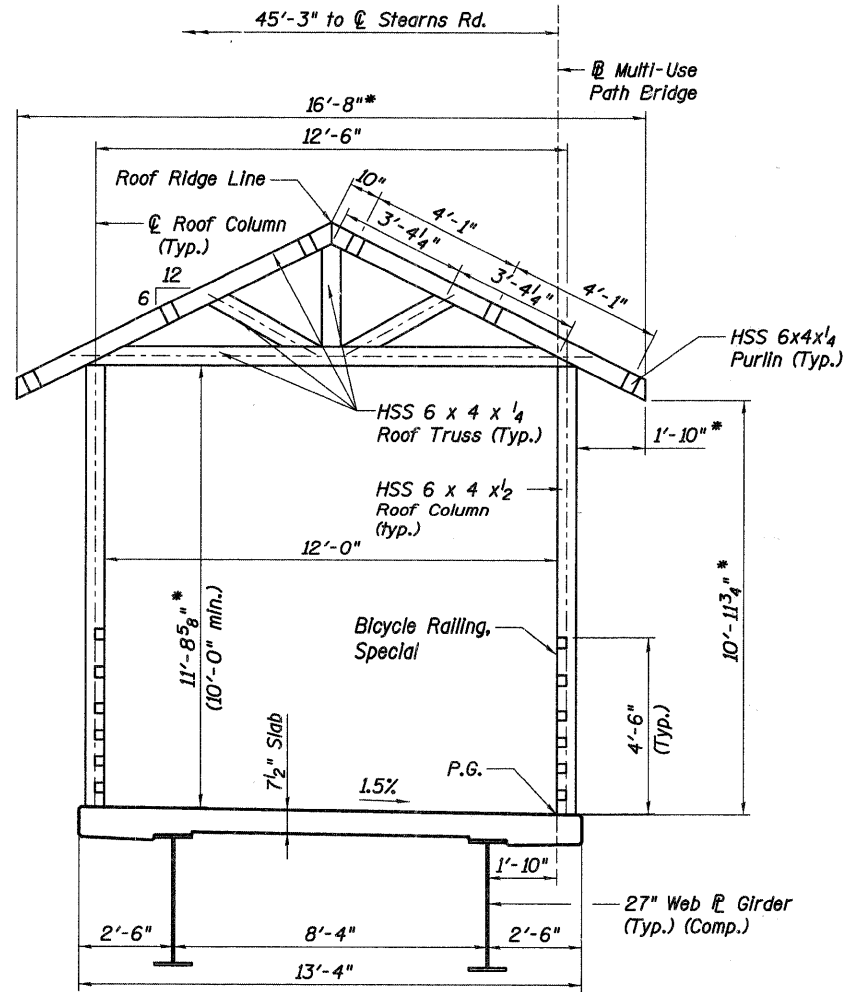 45'-3" to ℄ Stearns Rd.
⅊ Multi-Use
Path Bridge
16'-8"*
12'-6"
Roof Ridge Line
10"
4'-1"
3'-4¼"
℄ Roof Column
(Typ.)
12
6
3'-4¼"
4'-1"
HSS 6x4x¼
Purlin (Typ.)
HSS 6 x 4 x ¼
Roof Truss (Typ.)
1'-10"*
HSS 6 x 4 x½
Roof Column
(typ.)
12'-0"
11'-8⅝"*
(10'-0" min.)
10'-11¾"*
Bicycle Railing,
Special
4'-6"
(Typ.)
7½" Slab
P.G.
1.5%
1'-10"
27" Web ⅊ Girder
(Typ.) (Comp.)
2'-6"
8'-4"
2'-6"
13'-4"